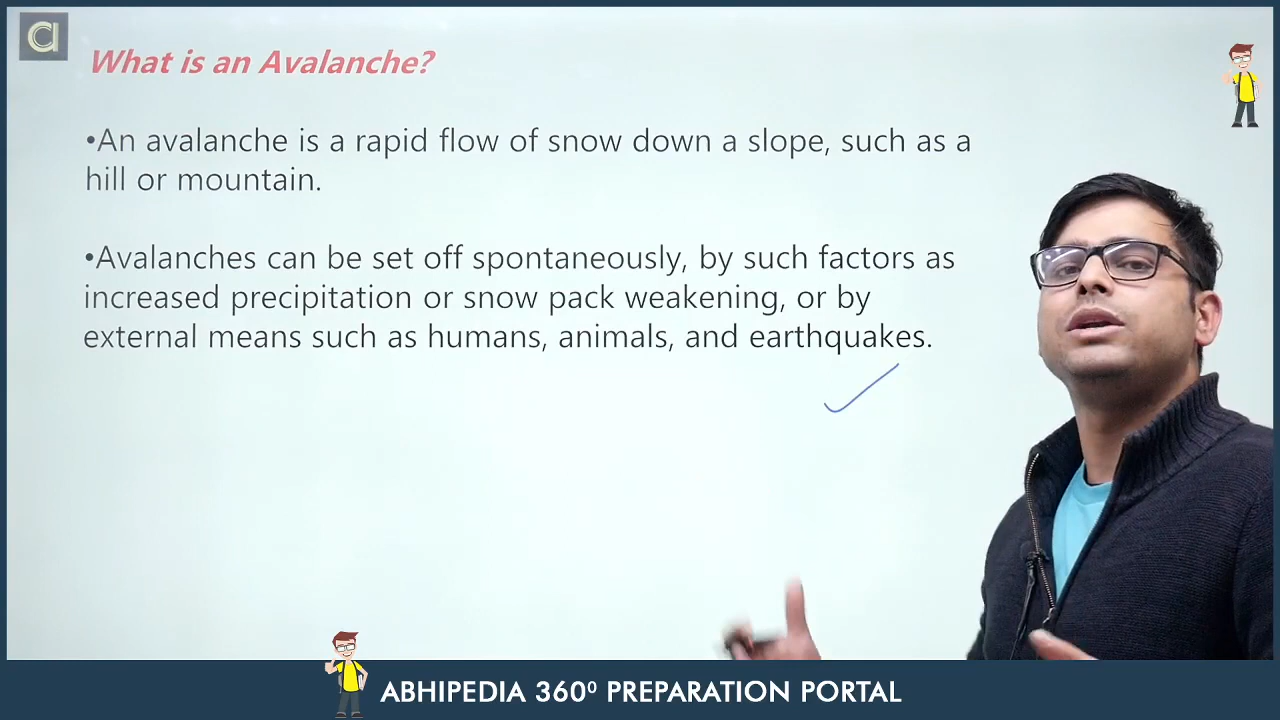 What is an Avalanche?
•An avalanche is a rapid flow of snow down a slope, such as a
hill or mountain.
•Avalanches can be set off spontaneously, by such factors as
increased precipitation or snow pack weakening, or by
external means such as humans, animals, and earthquakes.
ABHIPEDIA 360⁰ PREPARATION PORTAL